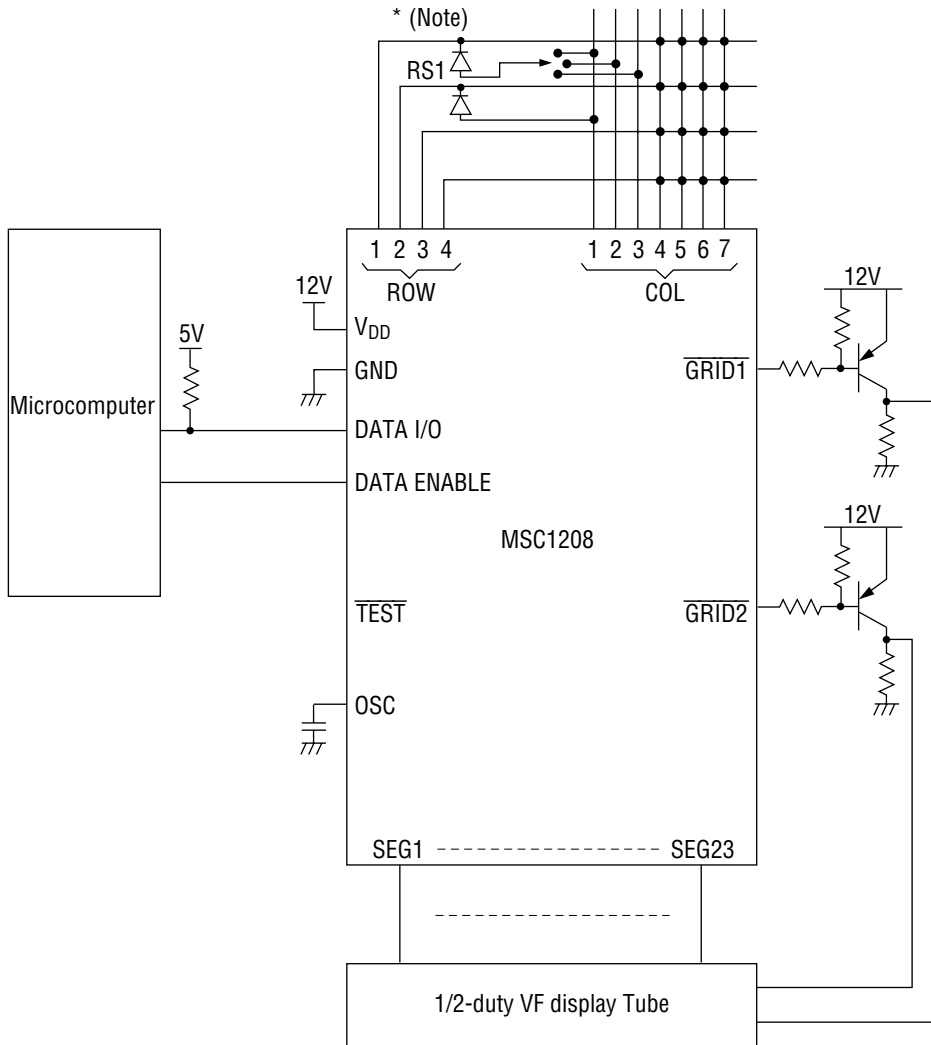 * (Note)
RS1
1 2 3 4
ROW
1 2 3 4 5 6 7
COL
12V
VDD
GND
5V
Microcomputer
DATA I/O
DATA ENABLE
MSC1208
TEST
OSC
GRID1
12V
GRID2
12V
SEG1
SEG23
1/2-duty VF display Tube